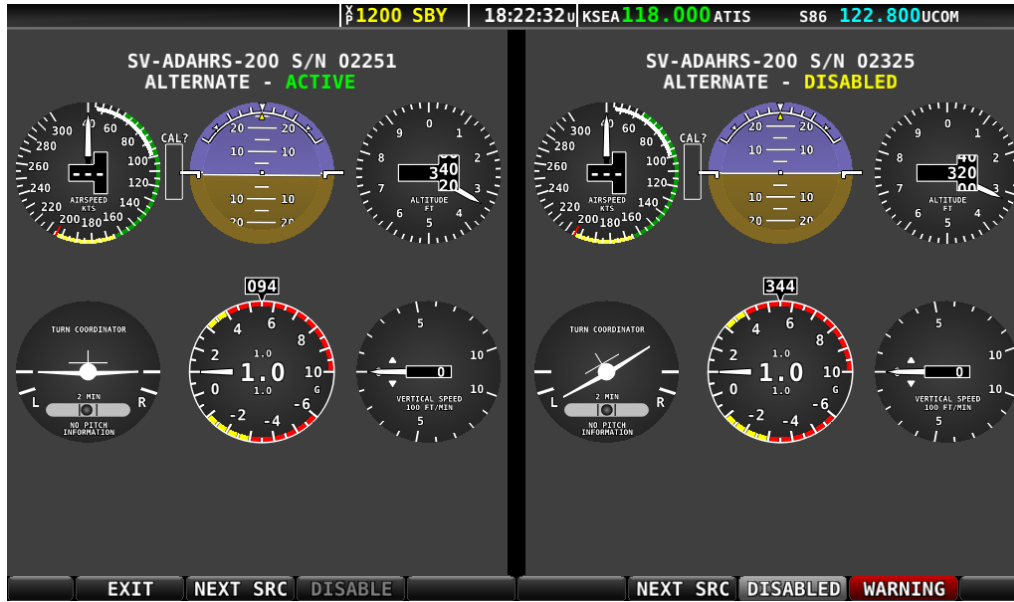 XP 1200 SBY 18:22:32U KSEA 118.000 ATIS S86 122.800 UCOM
SV-ADAHRS-200 S/N 02251
ALTERNATE - ACTIVE
300 40 60 80 100 120 140 160 180 200 220 240 260 280
---
AIRSPEED
KTS
CAL?
20 20
10 10
10 10
20 20
0 1 2 3 4 5 6 7 8 9
3 40
20
ALTITUDE
FT
TURN COORDINATOR
L R
2 MIN
NO PITCH
INFORMATION
094
4 6 8 10 2 0 -2 -4 -6
1.0
1.0
1.0
G
5 10
0
10
VERTICAL SPEED
100 FT/MIN
5
SV-ADAHRS-200 S/N 02325
ALTERNATE - DISABLED
300 40 60 80 100 120 140 160 180 200 220 240 260 280
---
AIRSPEED
KTS
CAL?
20 20
10 10
10 10
20 20
0 1 2 3 4 5 6 7 8 9
320
ALTITUDE
FT
TURN COORDINATOR
L R
2 MIN
NO PITCH
INFORMATION
344
4 6 8 10 2 0 -2 -4 -6
1.0
1.0
1.0
G
5 10
0
10
VERTICAL SPEED
100 FT/MIN
5
EXIT NEXT SRC DISABLE NEXT SRC DISABLED WARNING